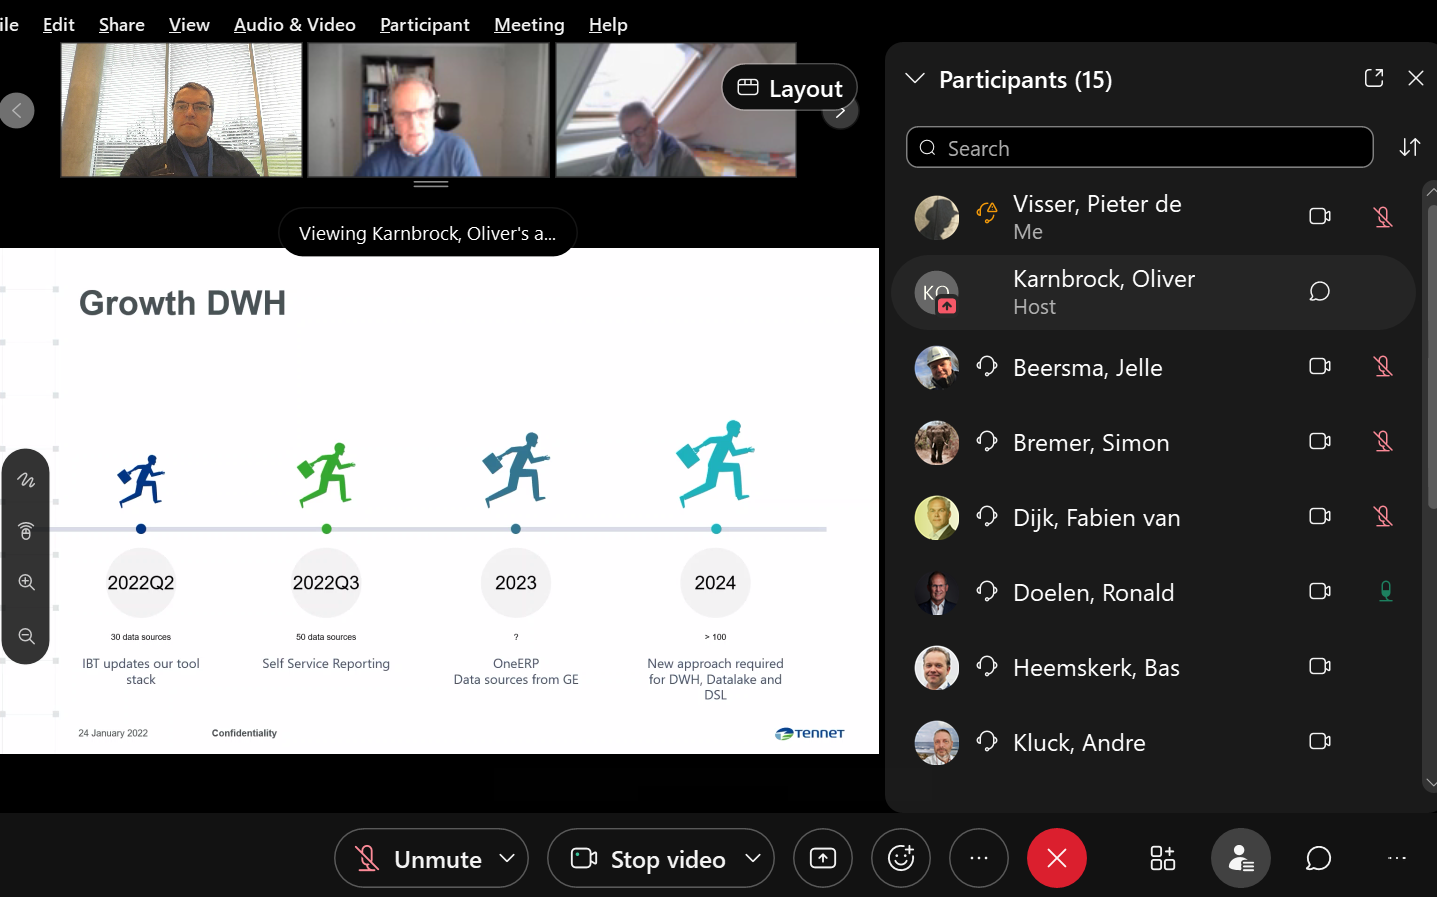 ile Edit Share View Audio & Video Participant Meeting Help
Layout
Viewing Karnbrock, Oliver's a...
Growth DWH
2022Q2 2022Q3 2023 2024
30 data sources 50 data sources ? > 100
IBT updates our tool Self Service Reporting OneERP New approach required
stack Data sources from GE for DWH, Datalake and
DSL
24 January 2022 Confidentiality TENNET
Participants (15)
Search
Visser, Pieter de
Me
KO Karnbrock, Oliver
Host
Beersma, Jelle
Bremer, Simon
Dijk, Fabien van
Doelen, Ronald
Heemskerk, Bas
Kluck, Andre
Unmute Stop video